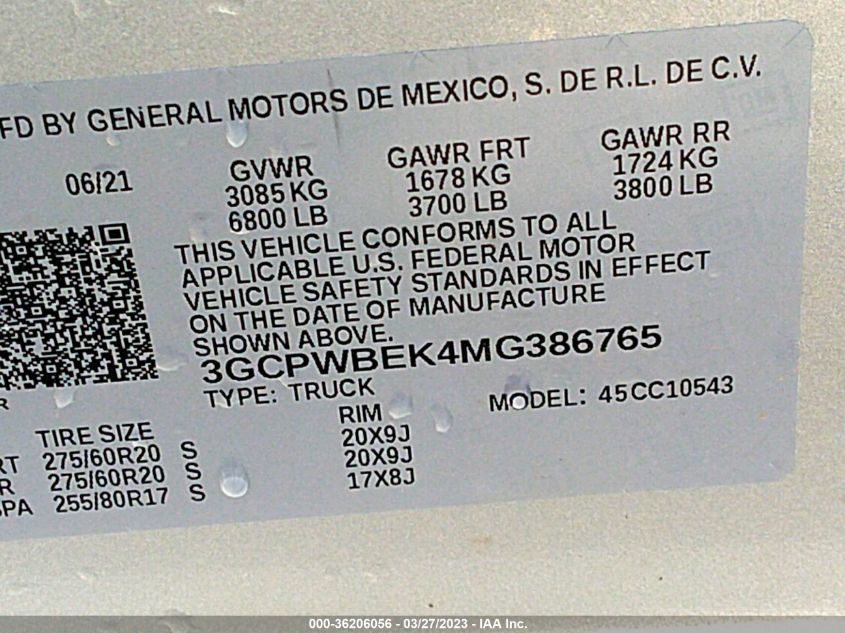 FD BY GENERAL MOTORS DE MEXICO, S. DE R.L. DE C.V.
06/21 GVWR GAWR FRT GAWR RR
3085 KG 1678 KG 1724 KG
6800 LB 3700 LB 3800 LB
THIS VEHICLE CONFORMS TO ALL
APPLICABLE U.S. FEDERAL MOTOR
VEHICLE SAFETY STANDARDS IN EFFECT
ON THE DATE OF MANUFACTURE
SHOWN ABOVE.
3GCPWBEK4MG386765
TYPE: TRUCK MODEL: 45CC10543
R
TIRE SIZE RIM
RT 275/60R20 S 20X9J
R 275/60R20 S 20X9J
SPA 255/80R17 S 17X8J
000-36206056 - 03/27/2023 - IAA Inc.